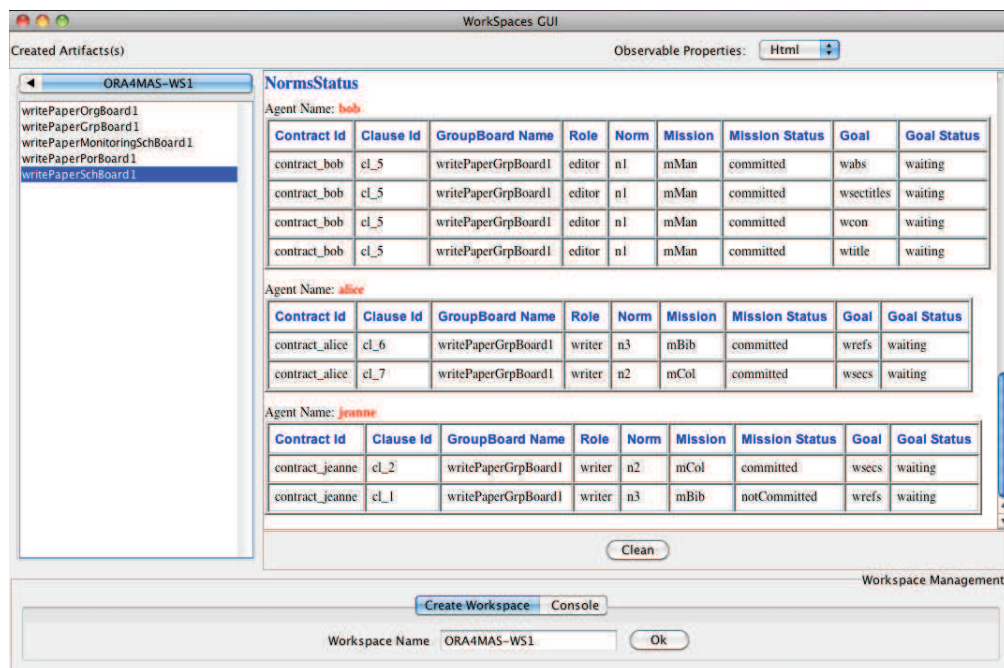 WorkSpaces GUI
Created Artifacts(s)
Observable Properties: Html
ORA4MAS-WS1
writePaperOrgBoard1
writePaperGrpBoard1
writePaperMonitoringSchBoard1
writePaperPorBoard1
writePaperSchBoard1
NormsStatus
Agent Name: bob
Contract Id Clause Id GroupBoard Name Role Norm Mission Mission Status Goal Goal Status
contract_bob cl_5 writePaperGrpBoard1 editor n1 mMan committed wabs waiting
contract_bob cl_5 writePaperGrpBoard1 editor n1 mMan committed wsectitles waiting
contract_bob cl_5 writePaperGrpBoard1 editor n1 mMan committed wcon waiting
contract_bob cl_5 writePaperGrpBoard1 editor n1 mMan committed wtitle waiting
Agent Name: alice
Contract Id Clause Id GroupBoard Name Role Norm Mission Mission Status Goal Goal Status
contract_alice cl_6 writePaperGrpBoard1 writer n3 mBib committed wrefs waiting
contract_alice cl_7 writePaperGrpBoard1 writer n2 mCol committed wsecs waiting
Agent Name: jeanne
Contract Id Clause Id GroupBoard Name Role Norm Mission Mission Status Goal Goal Status
contract_jeanne cl_2 writePaperGrpBoard1 writer n2 mCol committed wsecs waiting
contract_jeanne cl_1 writePaperGrpBoard1 writer n3 mBib notCommitted wrefs waiting
Clean
Workspace Management
Create Workspace Console
Workspace Name ORA4MAS-WS1 Ok